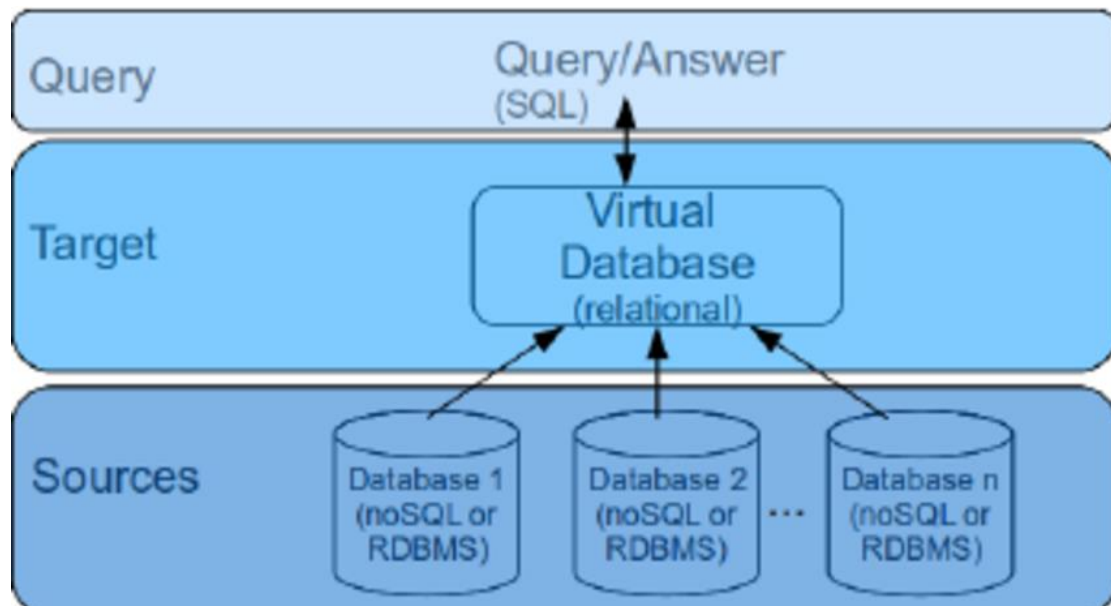 Query
Query/Answer
(SQL)
Target
Virtual
Database
(relational)
Sources
Database 1
(noSQL or
RDBMS)
Database 2
(noSQL or
RDBMS)
...
Database n
(noSQL or
RDBMS)